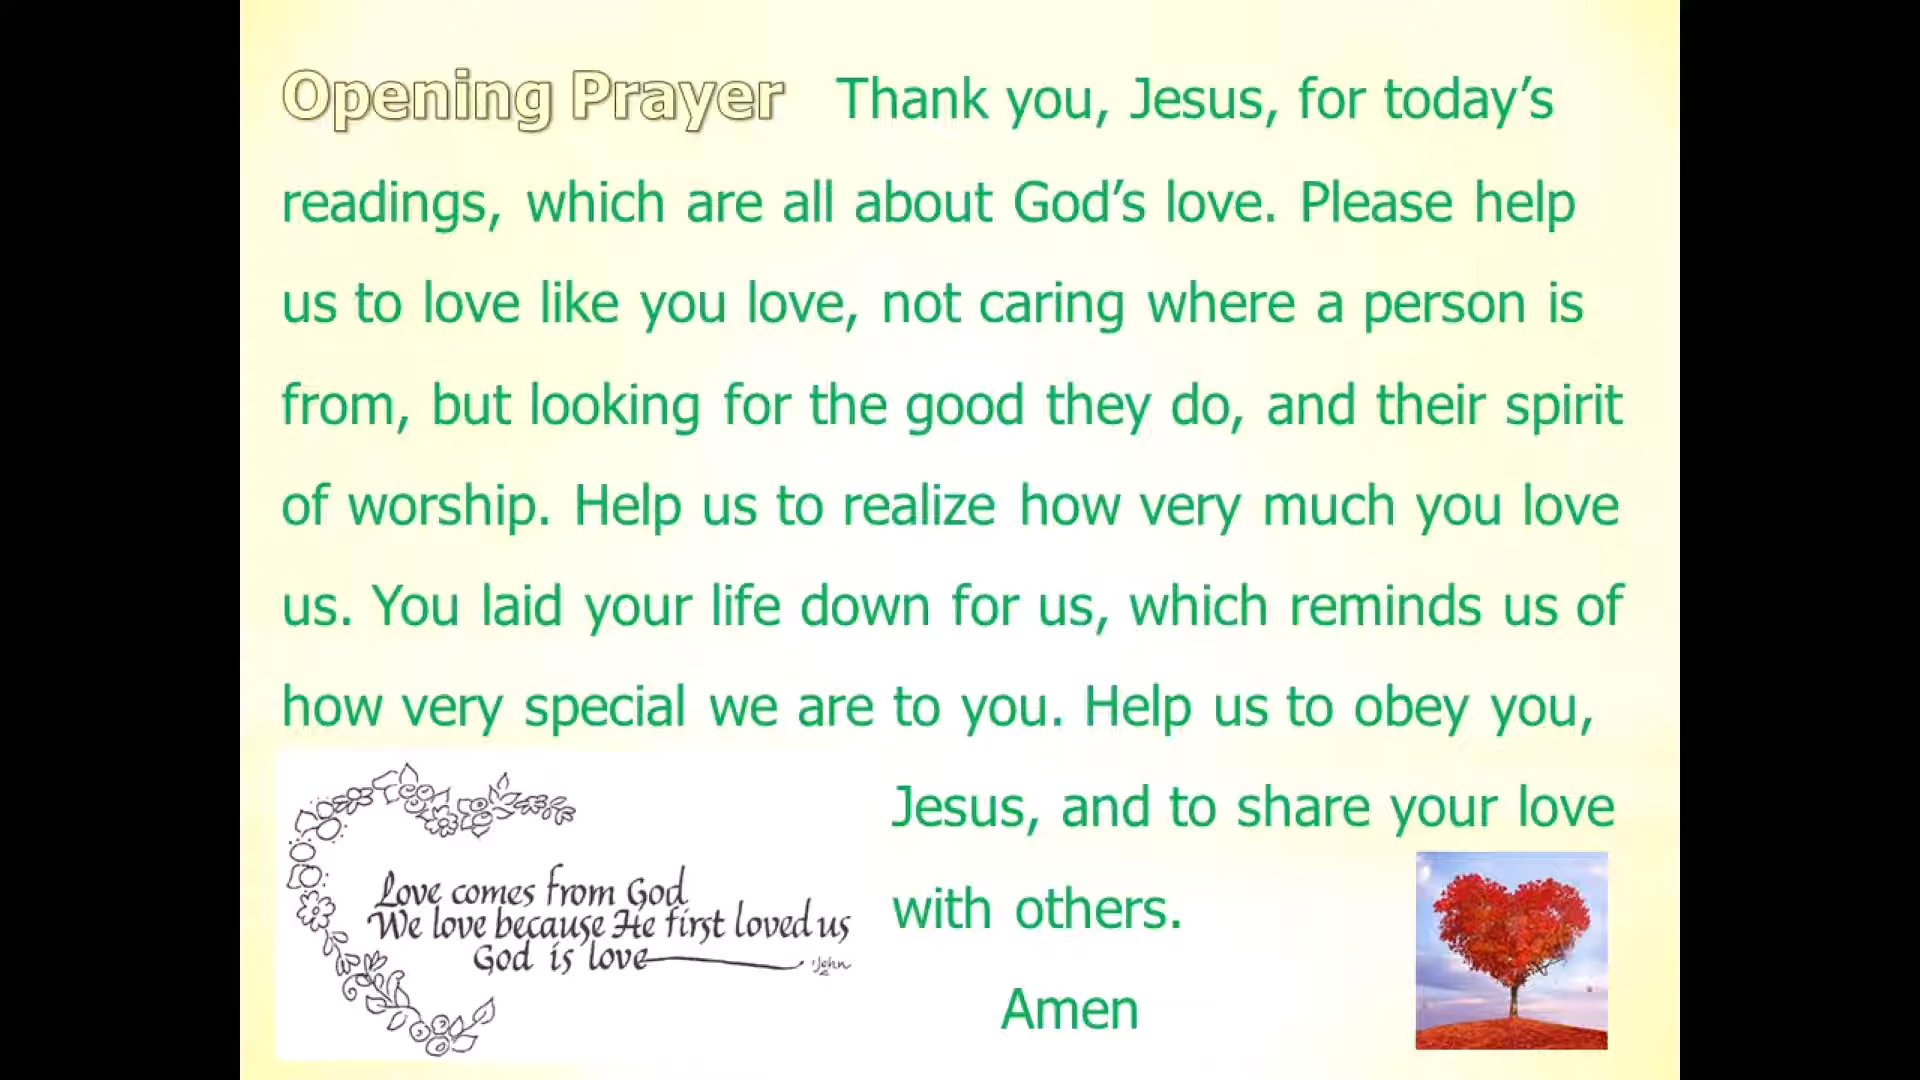 Opening Prayer Thank you, Jesus, for today’s
readings, which are all about God’s love. Please help
us to love like you love, not caring where a person is
from, but looking for the good they do, and their spirit
of worship. Help us to realize how very much you love
us. You laid your life down for us, which reminds us of
how very special we are to you. Help us to obey you,
Jesus, and to share your love
with others.
Amen
Love comes from God
We love because He first loved us
God is love
John